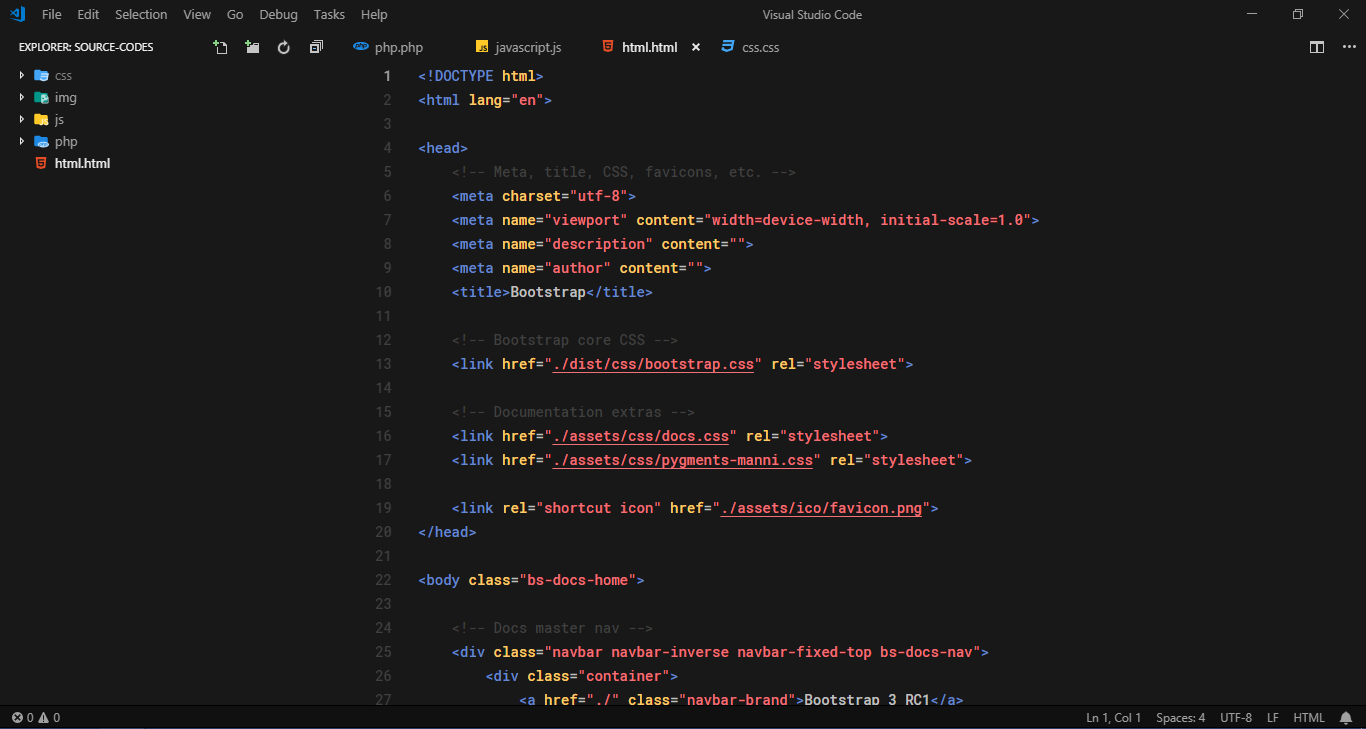 File Edit Selection View Go Debug Tasks Help Visual Studio Code
EXPLORER: SOURCE-CODES
php.php javascript.js html.html css.css
css
img
js
php
html.html
1 <!DOCTYPE html>
2 <html lang="en">
3
4 <head>
5 <!-- Meta, title, CSS, favicons, etc. -->
6 <meta charset="utf-8">
7 <meta name="viewport" content="width=device-width, initial-scale=1.0">
8 <meta name="description" content="">
9 <meta name="author" content="">
10 <title>Bootstrap</title>
11
12 <!-- Bootstrap core CSS -->
13 <link href="./dist/css/bootstrap.css" rel="stylesheet">
14
15 <!-- Documentation extras -->
16 <link href="./assets/css/docs.css" rel="stylesheet">
17 <link href="./assets/css/pygments-manni.css" rel="stylesheet">
18
19 <link rel="shortcut icon" href="./assets/ico/favicon.png">
20 </head>
21
22 <body class="bs-docs-home">
23
24 <!-- Docs master nav -->
25 <div class="navbar navbar-inverse navbar-fixed-top bs-docs-nav">
26 <div class="container">
27 <a href="./" class="navbar-brand">Bootstrap 3 RC1</a>
0 0 Ln 1, Col 1 Spaces: 4 UTF-8 LF HTML